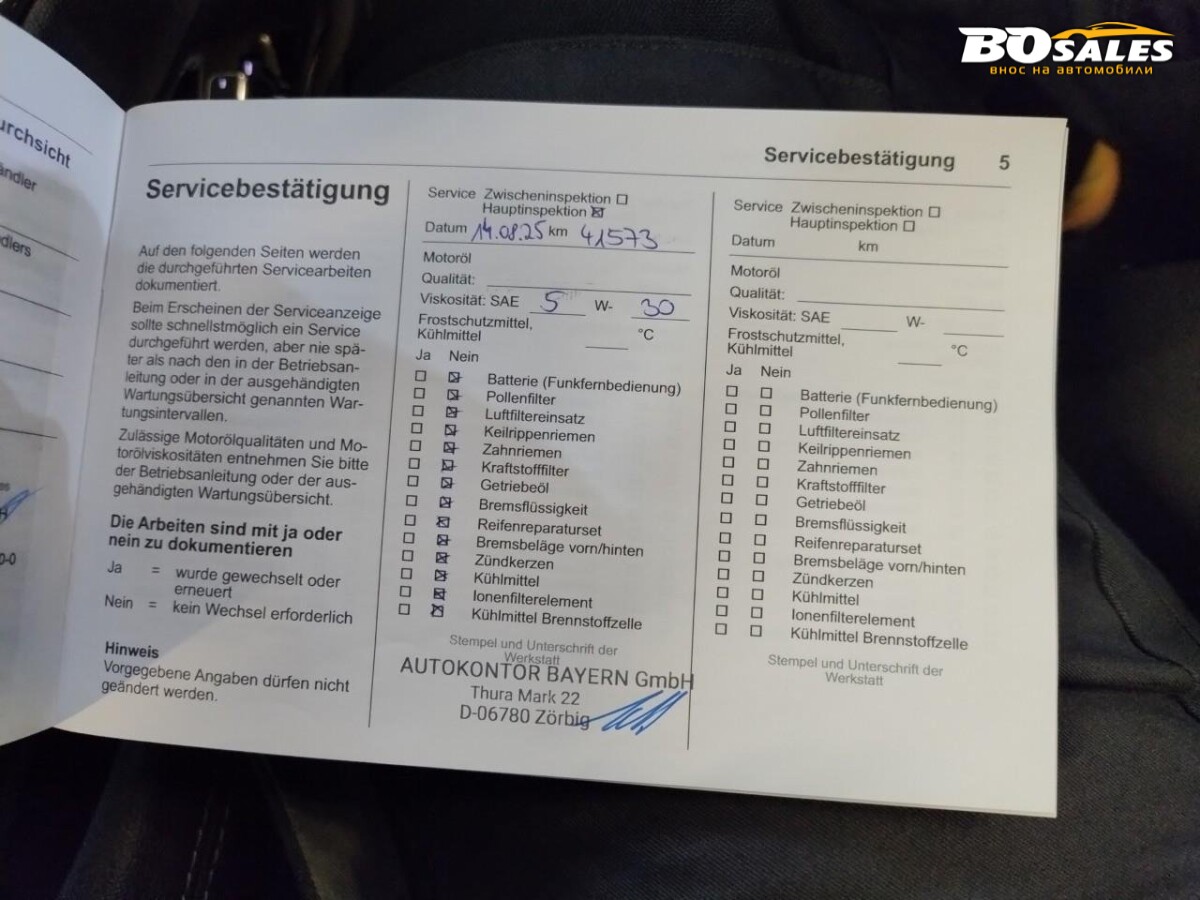 BOSALES
ВНОС НА АВТОМОБИЛИ
urchsicht
ändler
dlers
Servicebestätigung 5
Servicebestätigung
Auf den folgenden Seiten werden
die durchgeführten Servicearbeiten
dokumentiert.
Beim Erscheinen der Serviceanzeige
sollte schnellstmöglich ein Service
durchgeführt werden, aber nie spä-
ter als nach den in der Betriebsan-
leitung oder in der ausgehändigten
Wartungsübersicht genannten War-
tungsintervallen.
Zulässige Motorölqualitäten und Mo-
torölviskositäten entnehmen Sie bitte
der Betriebsanleitung oder der aus-
gehändigten Wartungsübersicht.
Die Arbeiten sind mit ja oder
nein zu dokumentieren
Ja = wurde gewechselt oder
erneuert
Nein = kein Wechsel erforderlich
Hinweis
Vorgegebene Angaben dürfen nicht
geändert werden.
Service Zwischeninspektion ☐
Hauptinspektion ☒
Datum 14.08.25 km 41573
Motoröl
Qualität:
Viskosität: SAE 5 W- 30
Frostschutzmittel,
Kühlmittel °C
Ja Nein
☐ ☒ Batterie (Funkfernbedienung)
☐ ☒ Pollenfilter
☐ ☒ Luftfiltereinsatz
☐ ☒ Keilrippenriemen
☐ ☒ Zahnriemen
☐ ☒ Kraftstofffilter
☐ ☒ Getriebeöl
☐ ☒ Bremsflüssigkeit
☐ ☒ Reifenreparaturset
☐ ☒ Bremsbeläge vorn/hinten
☐ ☒ Zündkerzen
☐ ☒ Kühlmittel
☐ ☒ Ionenfilterelement
☐ ☒ Kühlmittel Brennstoffzelle
Stempel und Unterschrift der
Werkstatt
AUTOKONTOR BAYERN GmbH
Thura Mark 22
D-06780 Zörbig
Service Zwischeninspektion ☐
Hauptinspektion ☐
Datum km
Motoröl
Qualität:
Viskosität: SAE W-
Frostschutzmittel,
Kühlmittel °C
Ja Nein
☐ ☐ Batterie (Funkfernbedienung)
☐ ☐ Pollenfilter
☐ ☐ Luftfiltereinsatz
☐ ☐ Keilrippenriemen
☐ ☐ Zahnriemen
☐ ☐ Kraftstofffilter
☐ ☐ Getriebeöl
☐ ☐ Bremsflüssigkeit
☐ ☐ Reifenreparaturset
☐ ☐ Bremsbeläge vorn/hinten
☐ ☐ Zündkerzen
☐ ☐ Kühlmittel
☐ ☐ Ionenfilterelement
☐ ☐ Kühlmittel Brennstoffzelle
Stempel und Unterschrift der
Werkstatt